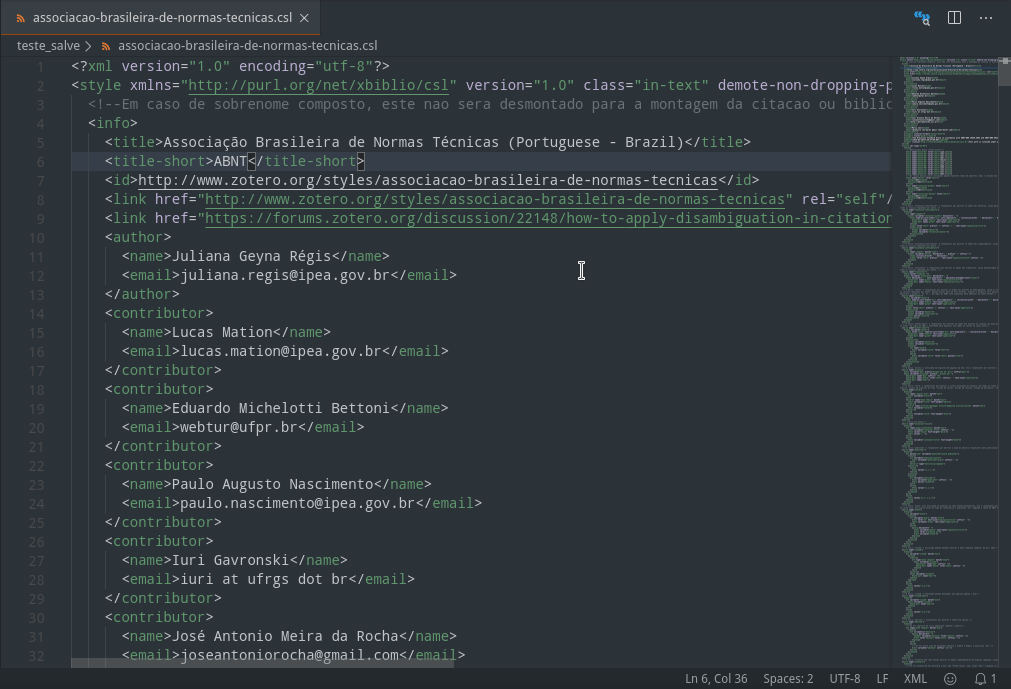 associacao-brasileira-de-normas-tecnicas.csl
teste_salve > associacao-brasileira-de-normas-tecnicas.csl
1 <?xml version="1.0" encoding="utf-8"?>
2 <style xmlns="http://purl.org/net/xbiblio/csl" version="1.0" class="in-text" demote-non-dropping-p
3 <!--Em caso de sobrenome composto, este nao sera desmontado para a montagem da citacao ou biblic
4 <info>
5 <title>Associação Brasileira de Normas Técnicas (Portuguese - Brazil)</title>
6 <title-short>ABNT</title-short>
7 <id>http://www.zotero.org/styles/associacao-brasileira-de-normas-tecnicas</id>
8 <link href="http://www.zotero.org/styles/associacao-brasileira-de-normas-tecnicas" rel="self"/
9 <link href="https://forums.zotero.org/discussion/22148/how-to-apply-disambiguation-in-citation
10 <author>
11 <name>Juliana Geyna Régis</name>
12 <email>juliana.regis@ipea.gov.br</email>
13 </author>
14 <contributor>
15 <name>Lucas Mation</name>
16 <email>lucas.mation@ipea.gov.br</email>
17 </contributor>
18 <contributor>
19 <name>Eduardo Michelotti Bettoni</name>
20 <email>webtur@ufpr.br</email>
21 </contributor>
22 <contributor>
23 <name>Paulo Augusto Nascimento</name>
24 <email>paulo.nascimento@ipea.gov.br</email>
25 </contributor>
26 <contributor>
27 <name>Iuri Gavronski</name>
28 <email>iuri at ufrgs dot br</email>
29 </contributor>
30 <contributor>
31 <name>José Antonio Meira da Rocha</name>
32 <email>joseantoniorocha@gmail.com</email>
Ln 6, Col 36 Spaces: 2 UTF-8 LF XML 1